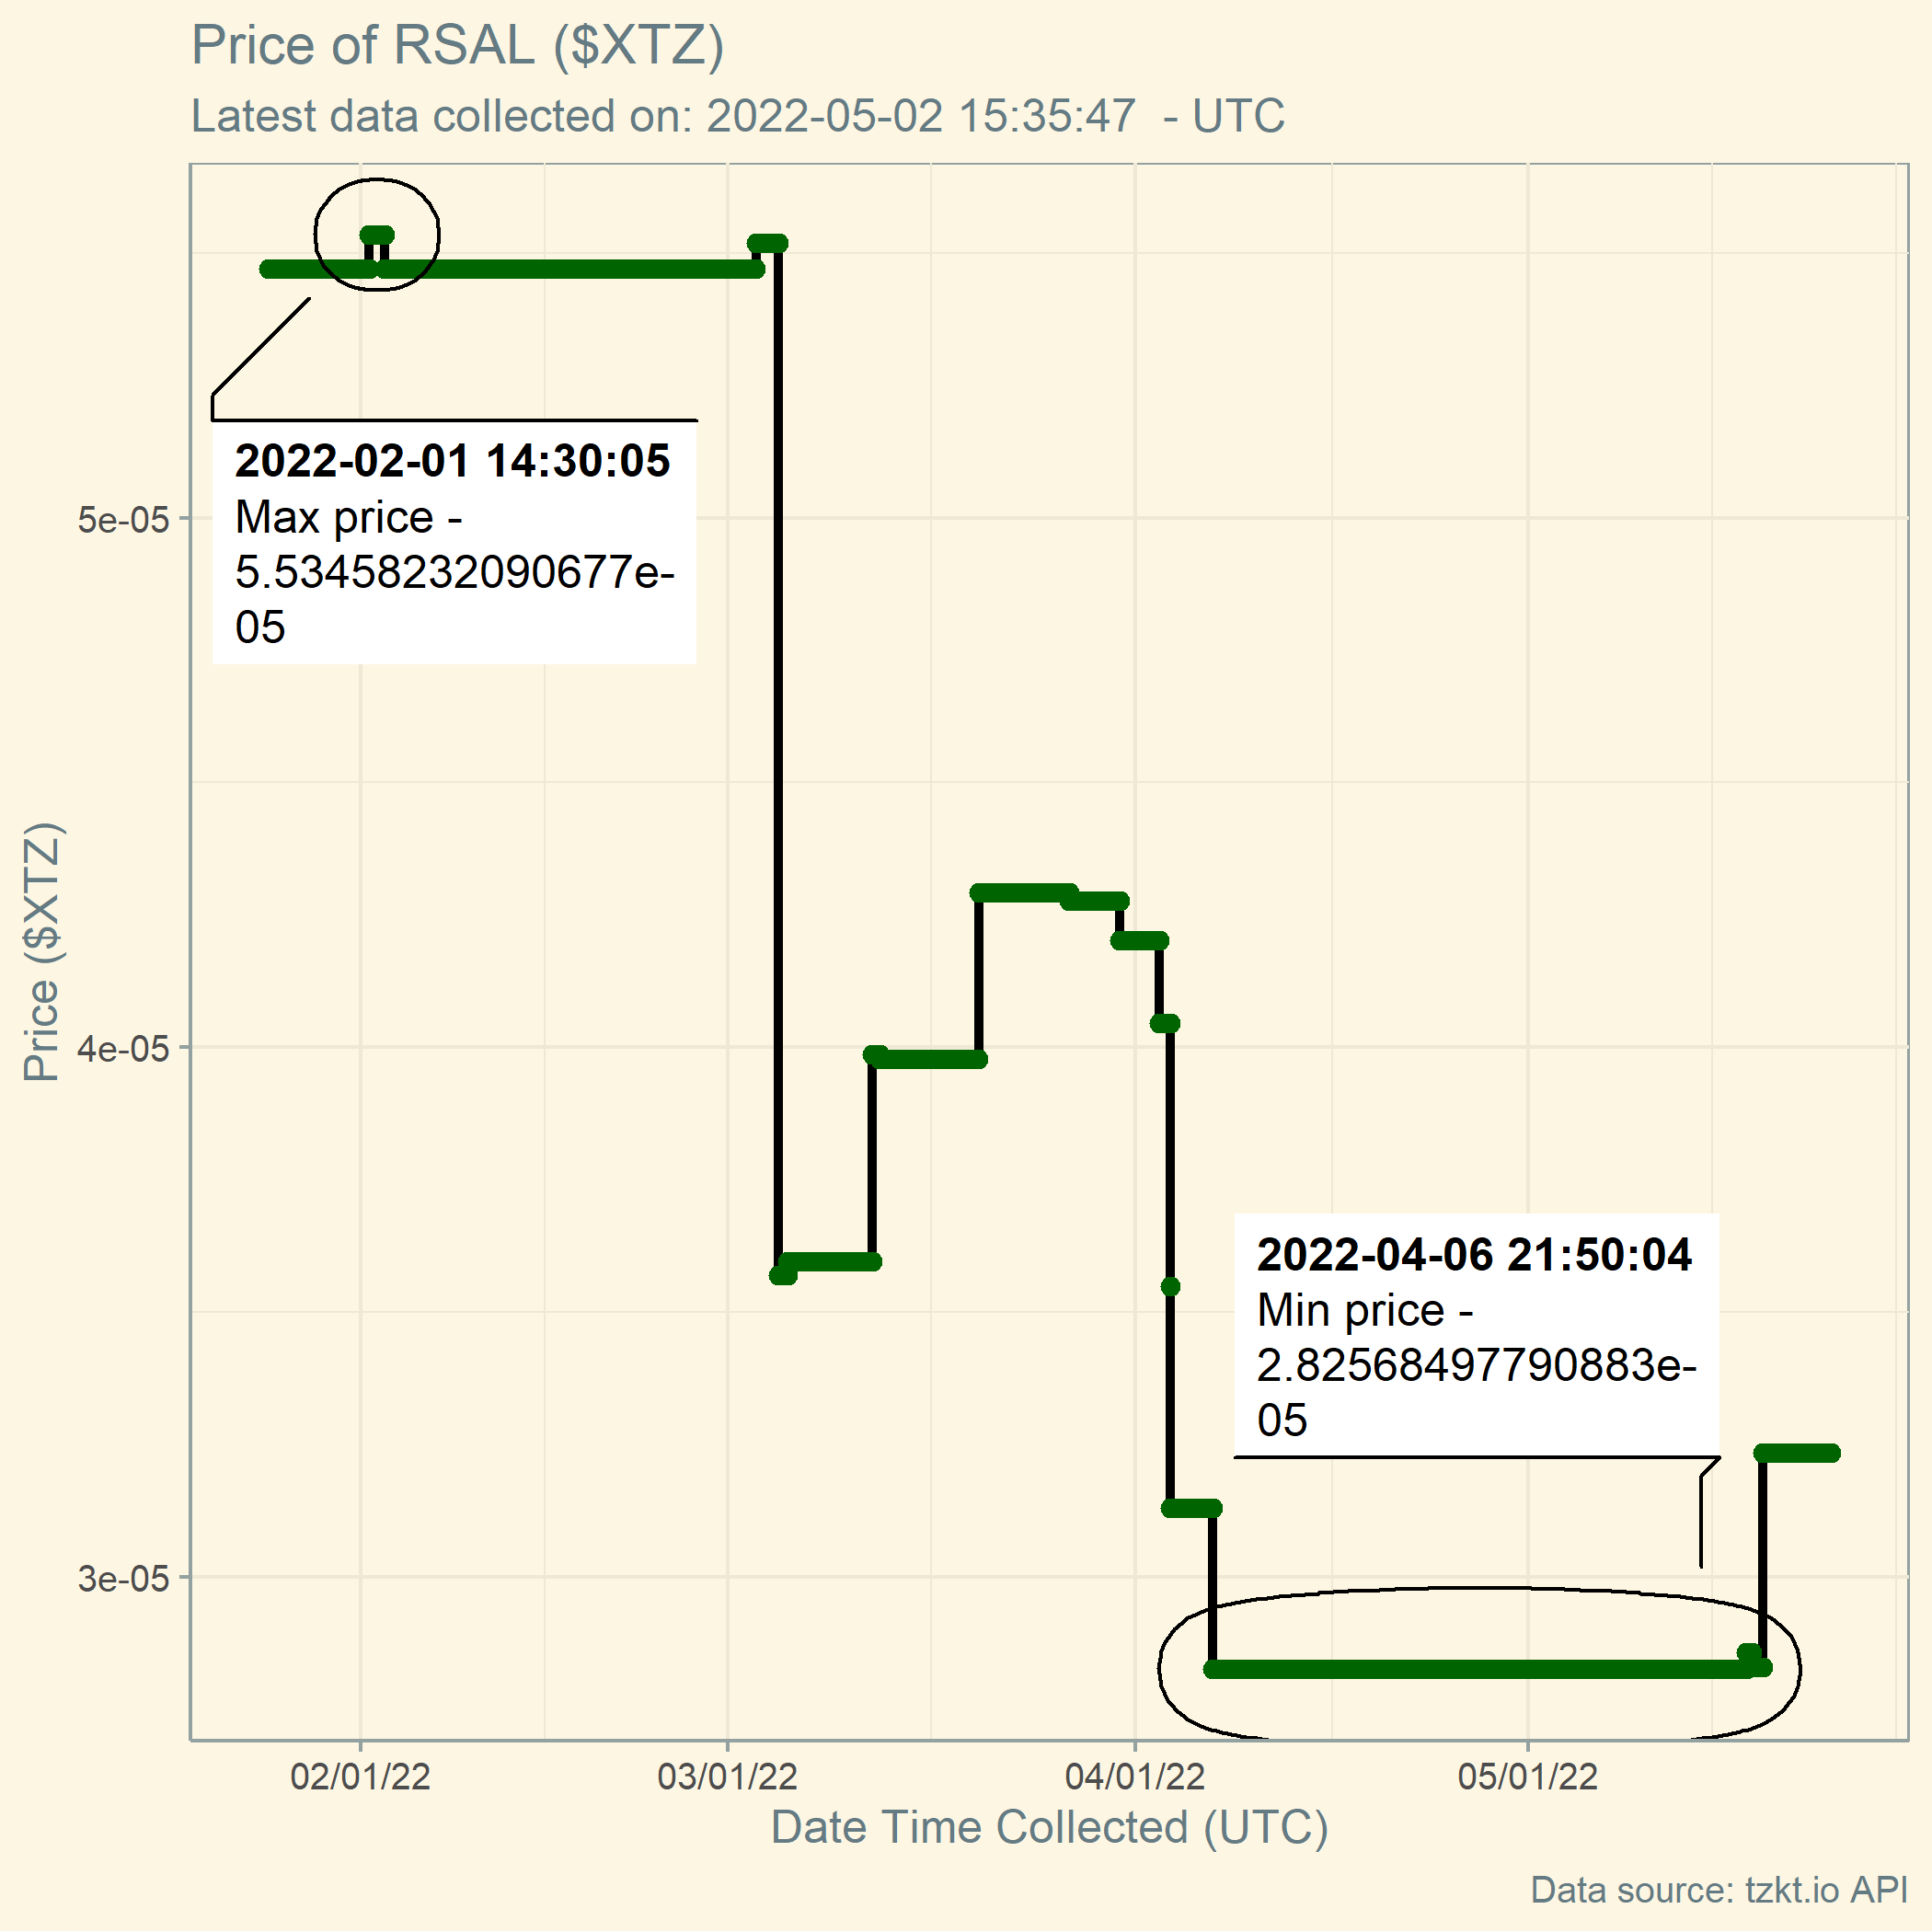 Price of RSAL ($XTZ)
Latest data collected on: 2022-05-02 15:35:47  - UTC
2022-02-01 14:30:05
Max price -
5.53458232090677e-
05
5e-05
4e-05
3e-05
Price ($XTZ)
2022-04-06 21:50:04
Min price -
2.82568497790883e-
05
02/01/22
03/01/22
04/01/22
05/01/22
Date Time Collected (UTC)
Data source: tzkt.io API